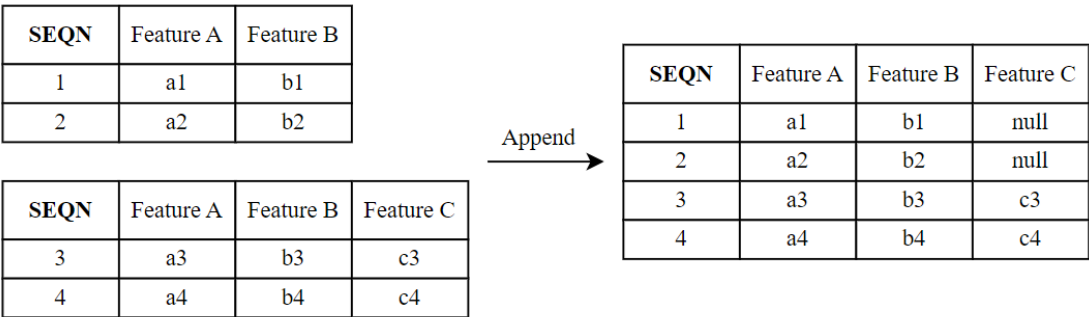 SEQN Feature A Feature B
1 a1 b1
2 a2 b2
SEQN Feature A Feature B Feature C
3 a3 b3 c3
4 a4 b4 c4
Append
SEQN Feature A Feature B Feature C
1 a1 b1 null
2 a2 b2 null
3 a3 b3 c3
4 a4 b4 c4